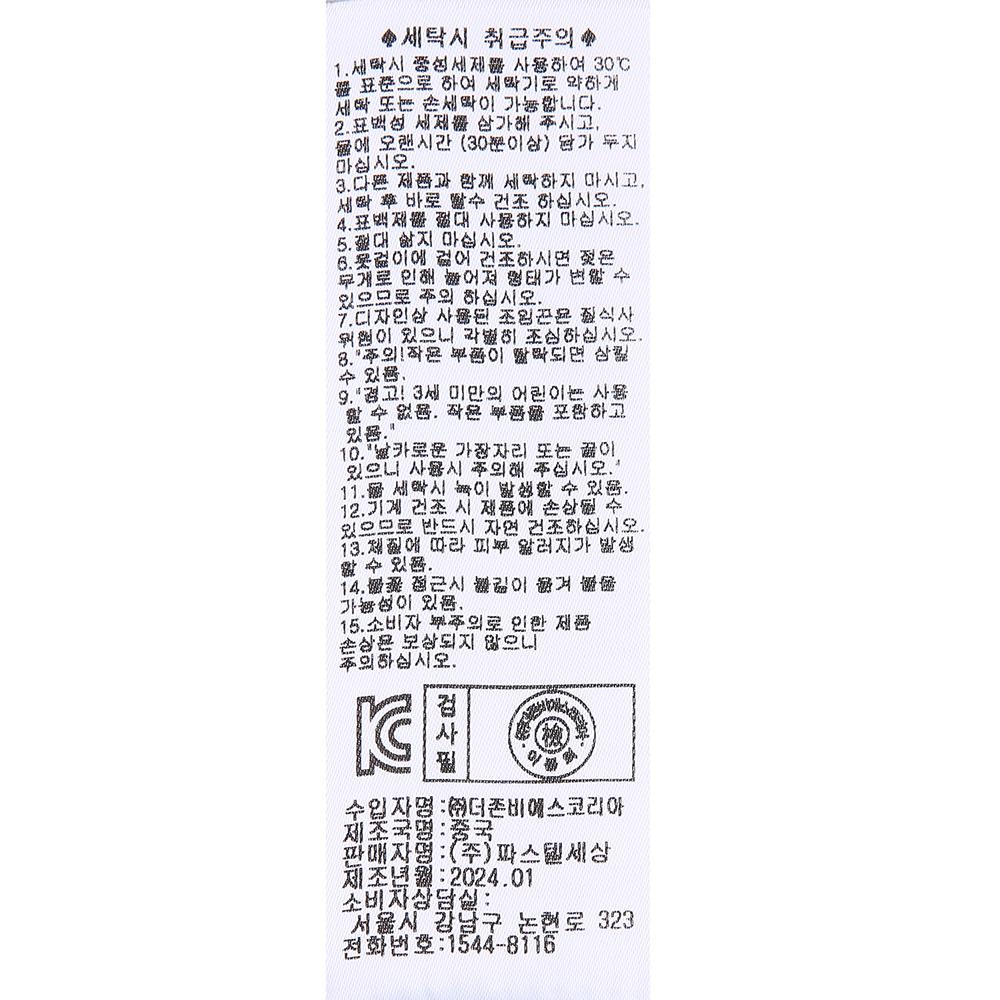 ♠세탁시 취급주의♠
1.세탁시 중성세제를 사용하여 30℃
를 표준으로 하여 세탁기로 약하게
세탁 또는 손세탁이 가능합니다.
2.표백성 세제를 삼가해 주시고,
물에 오랜시간 (30분이상) 담가 두지
마십시오.
3.다른 제품과 함께 세탁하지 마시고,
세탁 후 바로 탈수 건조 하십시오.
4.표백제를 절대 사용하지 마십시오.
5.절대 삶지 마십시오.
6.옷걸이에 걸어 건조하시면 젖은
무게로 인해 늘어져 형태가 변할 수
있으므로 주의 하십시오.
7.디자인상 사용된 조임끈은 질식사
위험이 있으니 각별히 조심하십시오.
8."주의!작은 부품이 탈락되면 삼킬
수 있음.
9."경고! 3세 미만의 어린이는 사용
할 수 없음. 작은 부품을 포함하고
있음."
10."날카로운 가장자리 또는 끝이
있으니 사용시 주의해 주십시오."
11.물 세탁시 녹이 발생할 수 있음.
12.기계 건조 시 제품에 손상될 수
있으므로 반드시 자연 건조하십시오.
13.재질에 따라 피부 알러지가 발생
할 수 있음.
14.불꽃 접근시 불길이 옮겨 붙을
가능성이 있음.
15.소비자 부주의로 인한 제품
손상은 보상되지 않으니
주의하십시오.
KC
검사필
檢
수입자명:㈜더존비에스코리아
제조국명:중국
판매자명:(주)파스텔세상
제조년월:2024.01
소비자상담실:
서울시 강남구 논현로 323
전화번호:1544-8116